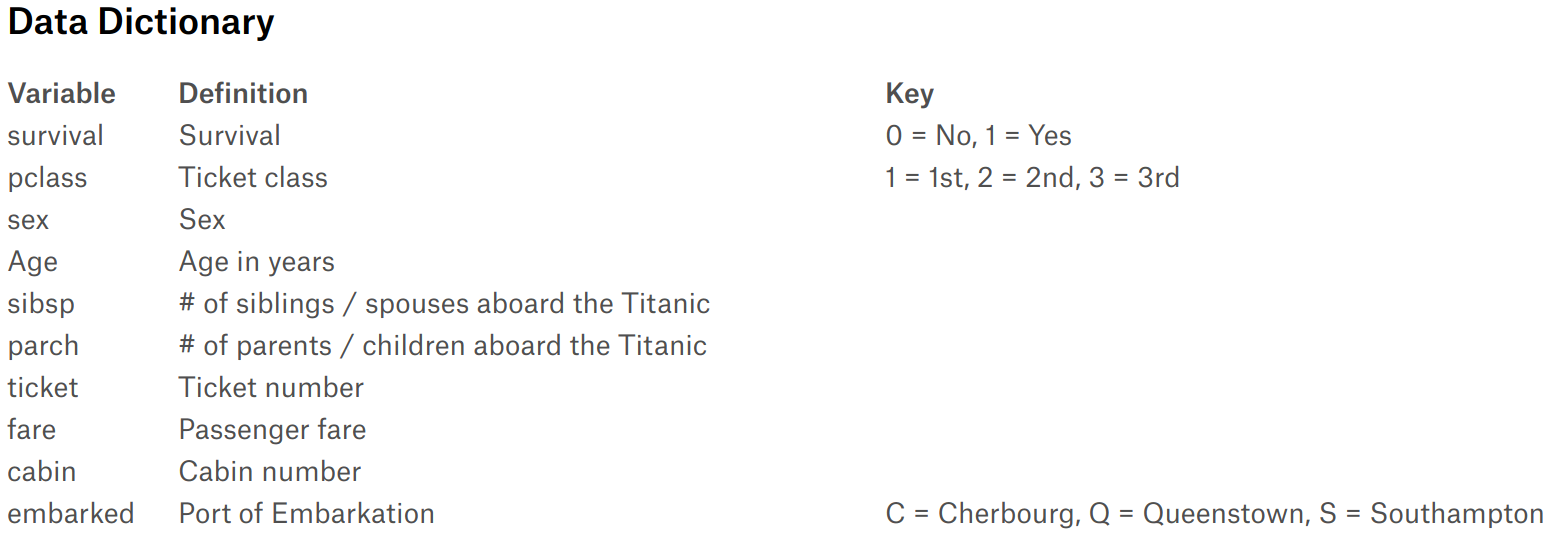 Data Dictionary
Variable Definition Key
survival Survival 0 = No, 1 = Yes
pclass Ticket class 1 = 1st, 2 = 2nd, 3 = 3rd
sex Sex
Age Age in years
sibsp # of siblings / spouses aboard the Titanic
parch # of parents / children aboard the Titanic
ticket Ticket number
fare Passenger fare
cabin Cabin number
embarked Port of Embarkation C = Cherbourg, Q = Queenstown, S = Southampton